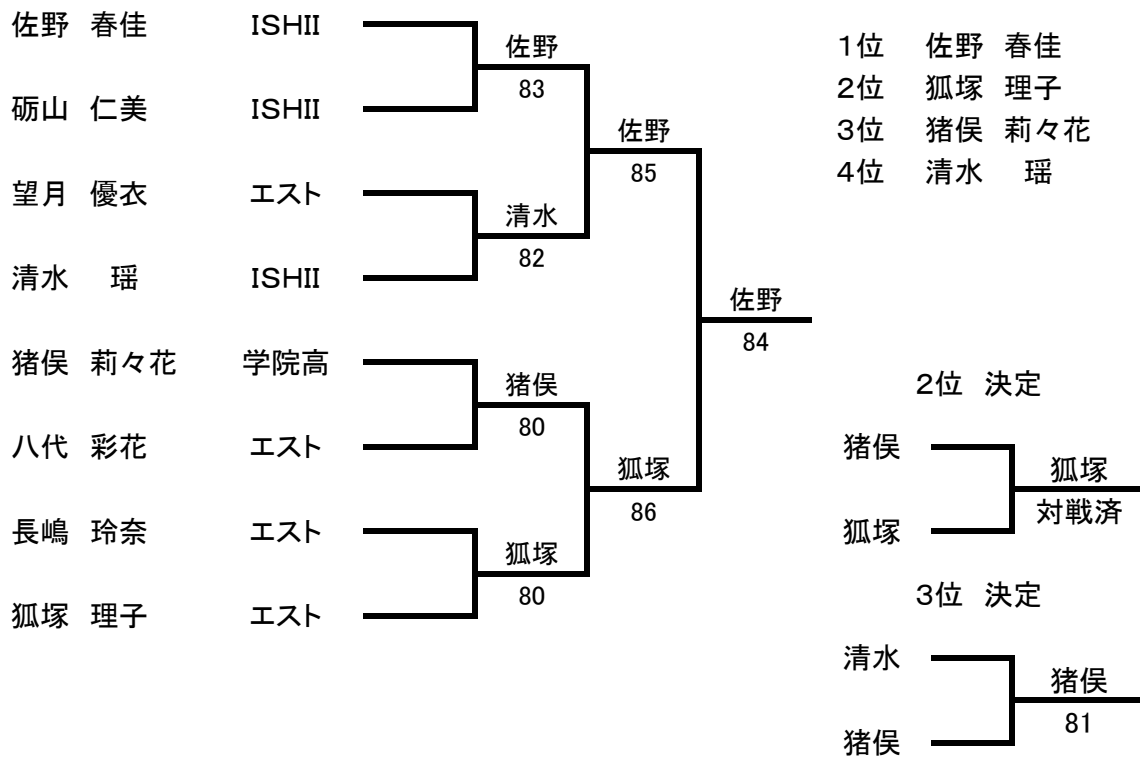 佐野 春佳 ISHII
砺山 仁美 ISHII
望月 優衣 エスト
清水 瑶 ISHII
猪俣 莉々花 学院高
八代 彩花 エスト
長嶋 玲奈 エスト
狐塚 理子 エスト
佐野
83
清水
82
猪俣
80
狐塚
80
佐野
85
狐塚
86
佐野
84
1位 佐野 春佳
2位 狐塚 理子
3位 猪俣 莉々花
4位 清水 瑶
2位 決定
猪俣
狐塚
狐塚
対戦済
3位 決定
清水
猪俣
猪俣
81